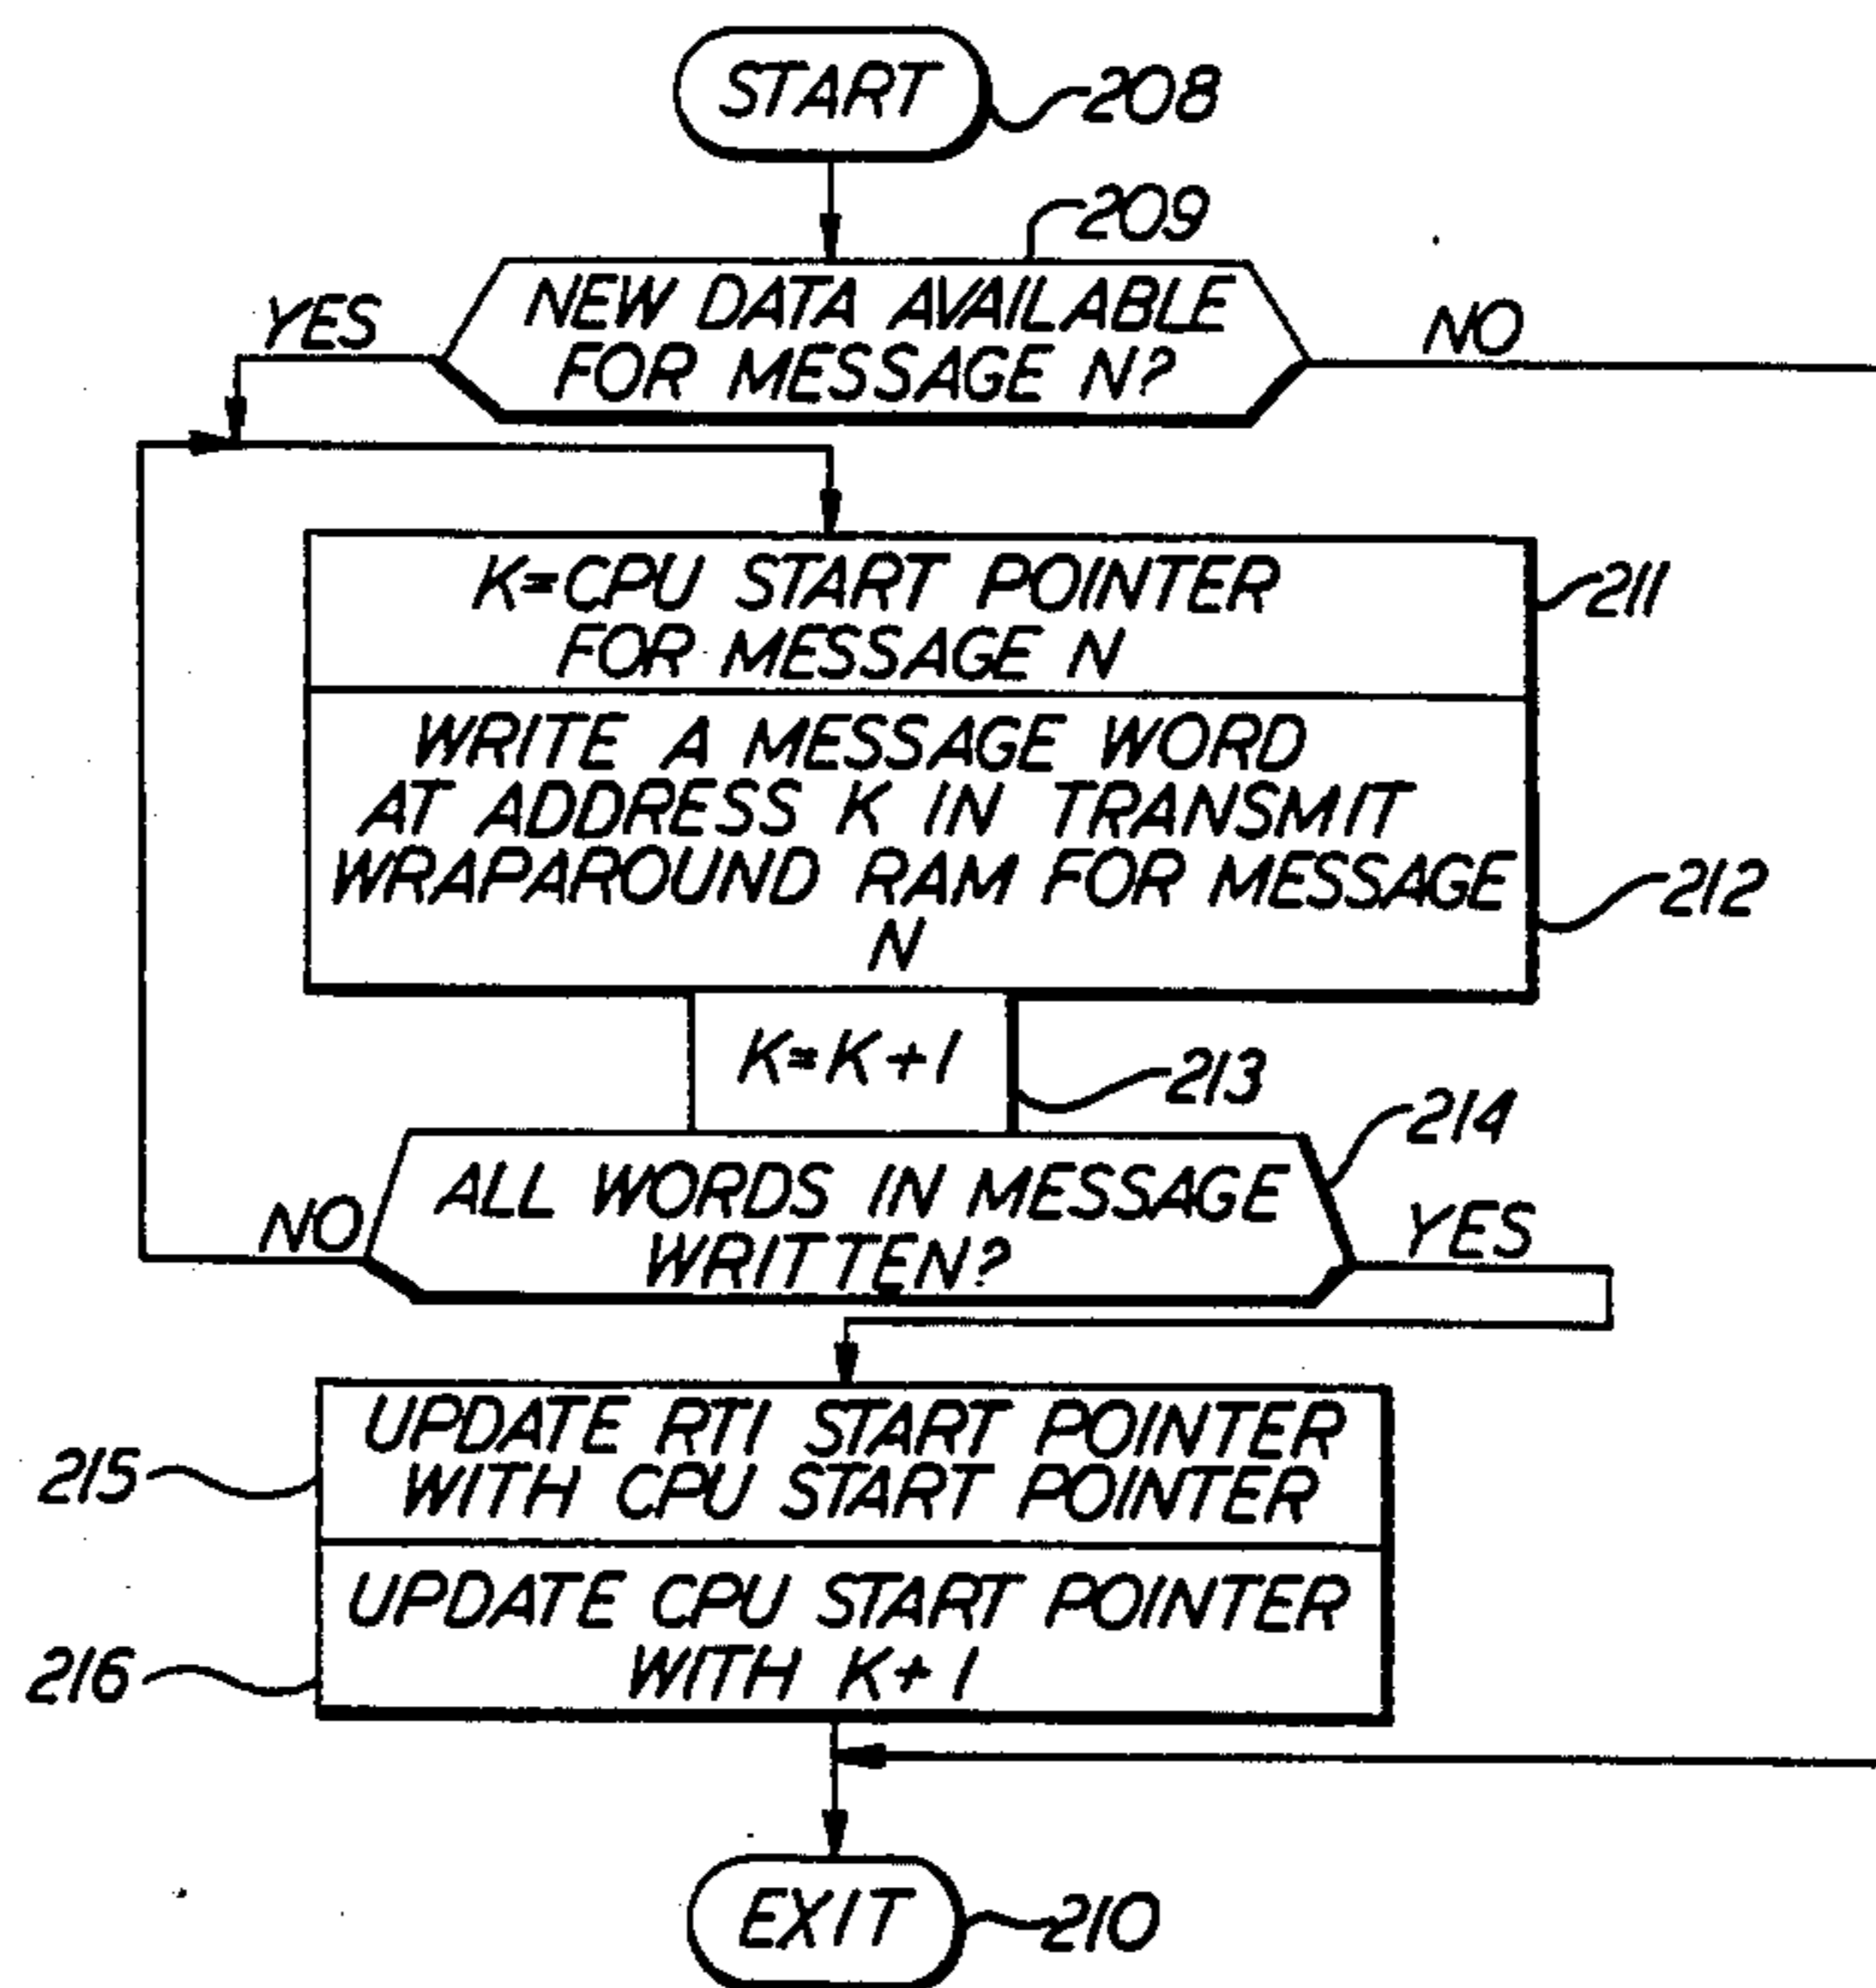 START
208
209
NEW DATA AVAILABLE
FOR MESSAGE N?
YES
NO
K=CPU START POINTER
FOR MESSAGE N
211
WRITE A MESSAGE WORD
AT ADDRESS K IN TRANSMIT
WRAPAROUND RAM FOR MESSAGE
N
212
K=K+1
213
214
ALL WORDS IN MESSAGE
WRITTEN?
NO
YES
UPDATE RTI START POINTER
WITH CPU START POINTER
215
UPDATE CPU START POINTER
WITH K+1
216
EXIT
210